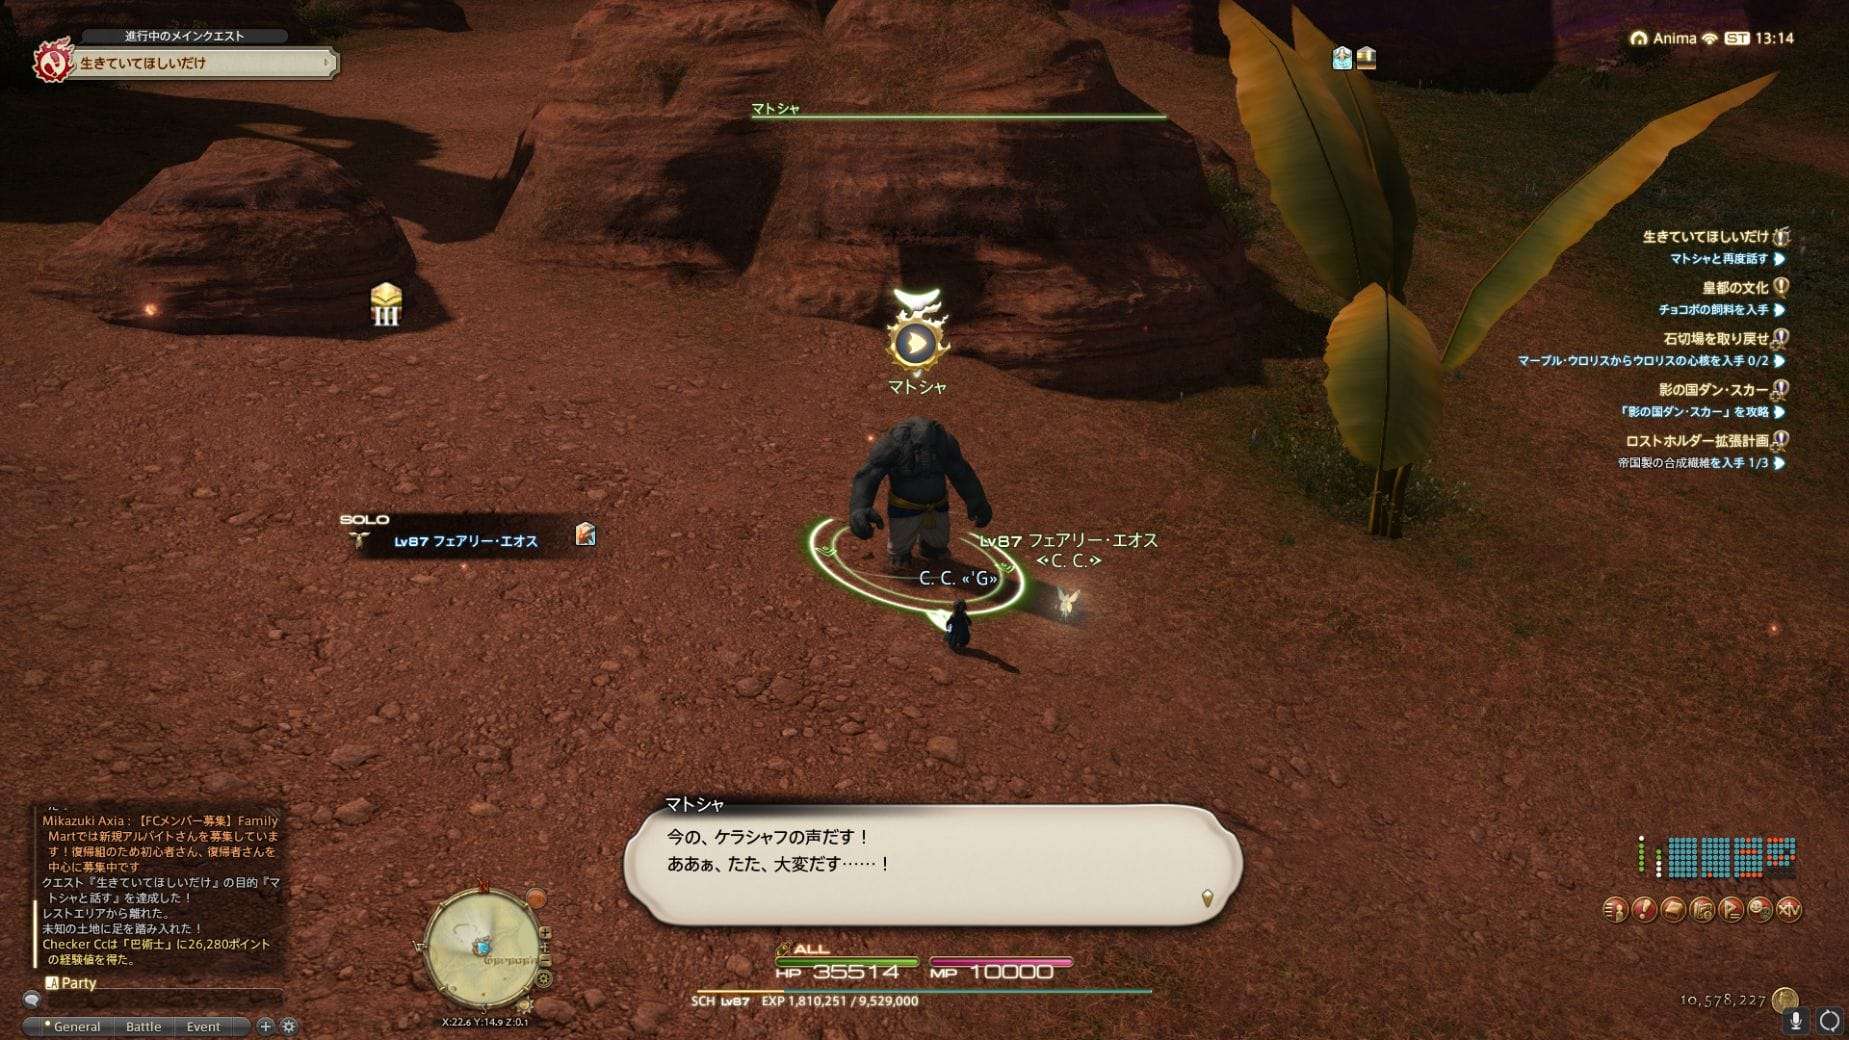 進行中のメインクエスト
生きていてほしいだけ
マトシャ
Anima ST 13:14
生きていてほしいだけ
マトシャと再度話す
皇都の文化
チョコボの飼料を入手
石切場を取り戻せ
マーブル・ウロリスからウロリスの心核を入手 0/2
影の国ダン・スカー
「影の国ダン・スカー」を攻略
ロストホルダー拡張計画
帝国製の合成繊維を入手 1/3
III
マトシャ
SOLO
Lv87 フェアリー・エオス
Lv87 フェアリー・エオス
«C. C.»
C. C. «'G»
マトシャ
今の、ケラシャフの声だす！
ああぁ、たた、大変だす……！
Mikazuki Axia : 【FCメンバー募集】Family
Martでは新規アルバイトさんを募集していま
す！復帰組のため初心者さん、復帰者さんを
中心に募集中です
クエスト『生きていてほしいだけ』の目的『マ
トシャと話す』を達成した！
レストエリアから離れた。
未知の土地に足を踏み入れた！
Checker Ccは「巴術士」に26,280ポイント
の経験値を得た。
Party
General Battle Event
X:22.6 Y:14.9 Z:0.1
ALL
HP 35514 MP 10000
SCH Lv87 EXP 1,810,251 / 9,529,000
XIV
10,578,227